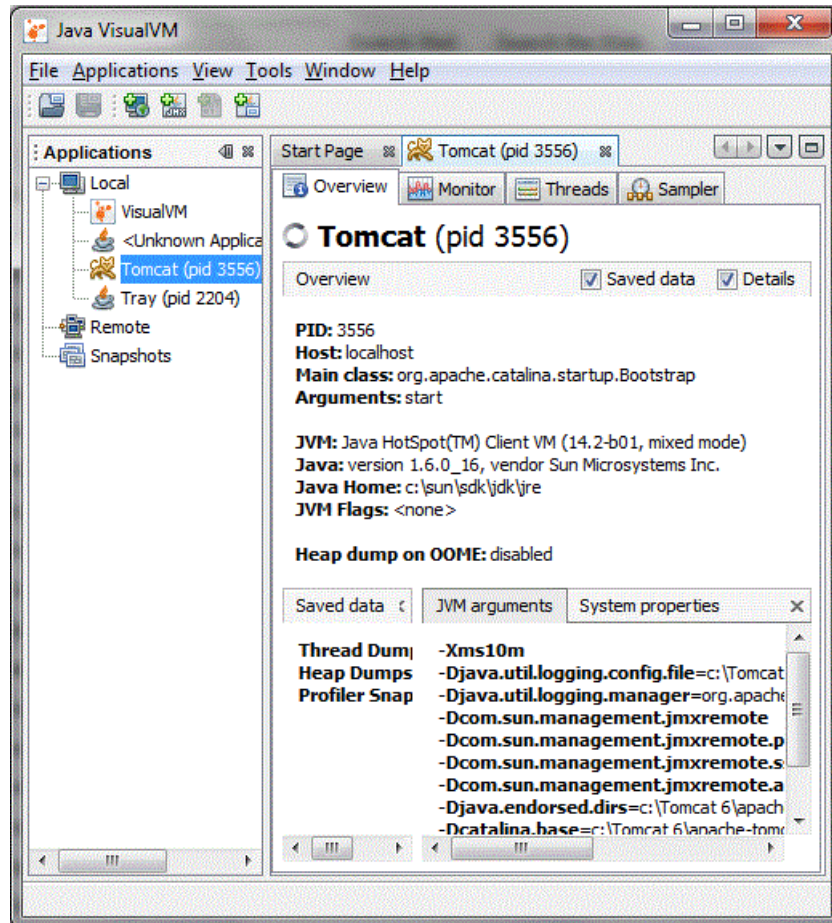 Java VisualVM
File Applications View Tools Window Help
Applications
Local
VisualVM
<Unknown Applica
Tomcat (pid 3556)
Tray (pid 2204)
Remote
Snapshots
Start Page Tomcat (pid 3556)
Overview Monitor Threads Sampler
Tomcat (pid 3556)
Overview Saved data Details
PID: 3556
Host: localhost
Main class: org.apache.catalina.startup.Bootstrap
Arguments: start
JVM: Java HotSpot(TM) Client VM (14.2-b01, mixed mode)
Java: version 1.6.0_16, vendor Sun Microsystems Inc.
Java Home: c:\sun\sdk\jdk\jre
JVM Flags: <none>
Heap dump on OOME: disabled
Saved data
Thread Dum
Heap Dumps
Profiler Snap
JVM arguments System properties
-Xms10m
-Djava.util.logging.config.file=c:\Tomcat
-Djava.util.logging.manager=org.apache
-Dcom.sun.management.jmxremote
-Dcom.sun.management.jmxremote.p
-Dcom.sun.management.jmxremote.s
-Dcom.sun.management.jmxremote.a
-Djava.endorsed.dirs=c:\Tomcat 6\apach
-Dcatalina.base=c:\Tomcat 6\apache-tomc